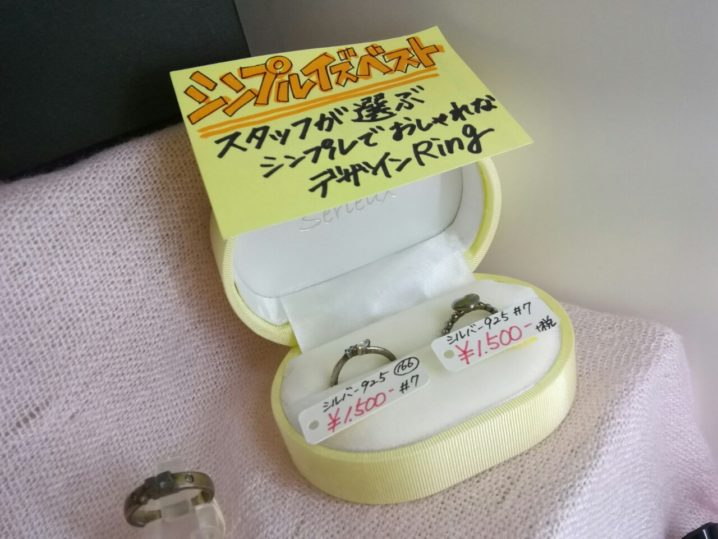 シンプルイズベスト
スタッフが選ぶ
シンプルでおしゃれな
デザインRing
Serieux
シルバー925 166
¥1,500- #7
シルバー925 #7
¥1,500- +税